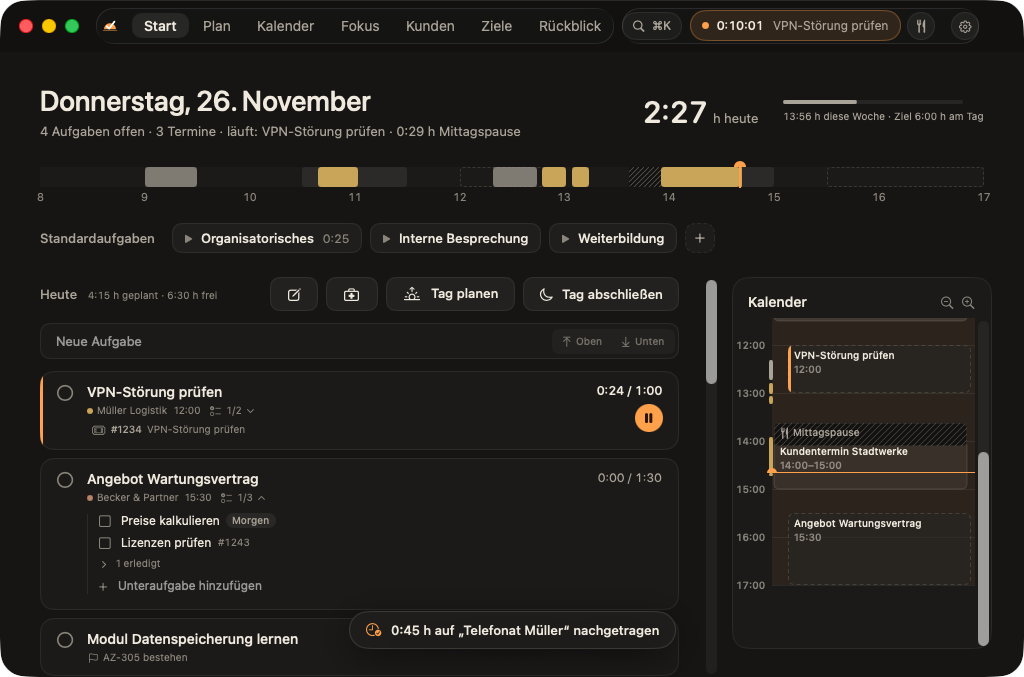 Start Plan Kalender Fokus Kunden Ziele Rückblick ⌘K 0:10:01 VPN-Störung prüfen
Donnerstag, 26. November
4 Aufgaben offen · 3 Termine · läuft: VPN-Störung prüfen · 0:29 h Mittagspause
2:27 h heute
13:56 h diese Woche · Ziel 6:00 h am Tag
8 9 10 11 12 13 14 15 16 17
Standardaufgaben Organisatorisches 0:25 Interne Besprechung Weiterbildung +
Heute 4:15 h geplant · 6:30 h frei Tag planen Tag abschließen
Neue Aufgabe Oben Unten
VPN-Störung prüfen 0:24 / 1:00
Müller Logistik 12:00 1/2
#1234 VPN-Störung prüfen
Angebot Wartungsvertrag 0:00 / 1:30
Becker & Partner 15:30 1/3
Preise kalkulieren Morgen
Lizenzen prüfen #1243
1 erledigt
+ Unteraufgabe hinzufügen
Modul Datenspeicherung lernen
AZ-305 bestehen
0:45 h auf „Telefonat Müller“ nachgetragen
Kalender
12:00
VPN-Störung prüfen
12:00
13:00
Mittagspause
14:00
Kundentermin Stadtwerke
14:00–15:00
15:00
Angebot Wartungsvertrag
15:30
16:00
17:00